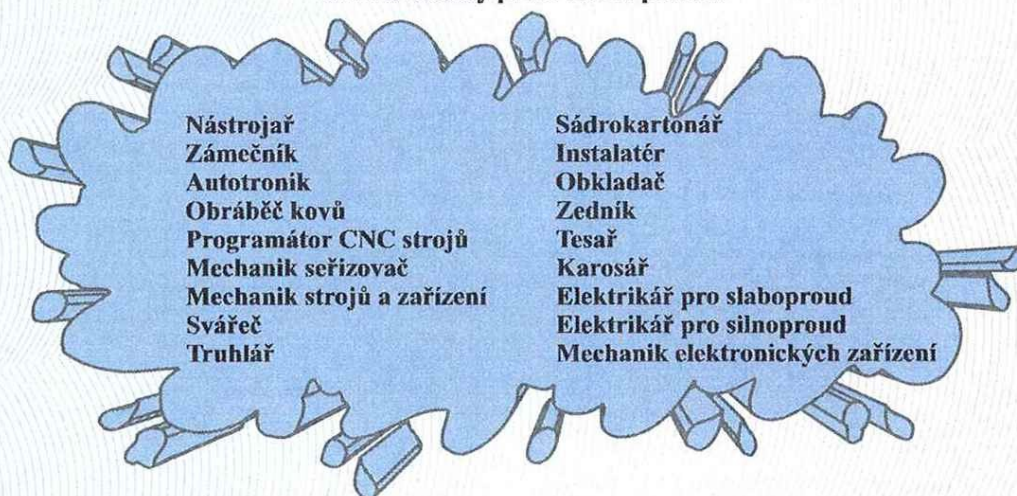 Nástrojař
Zámečník
Autotronik
Obráběč kovů
Programátor CNC strojů
Mechanik seřizovač
Mechanik strojů a zařízení
Svářeč
Truhlář
Sádrokartonář
Instalatér
Obkladač
Zedník
Tesař
Karosář
Elektrikář pro slaboproud
Elektrikář pro silnoproud
Mechanik elektronických zařízení